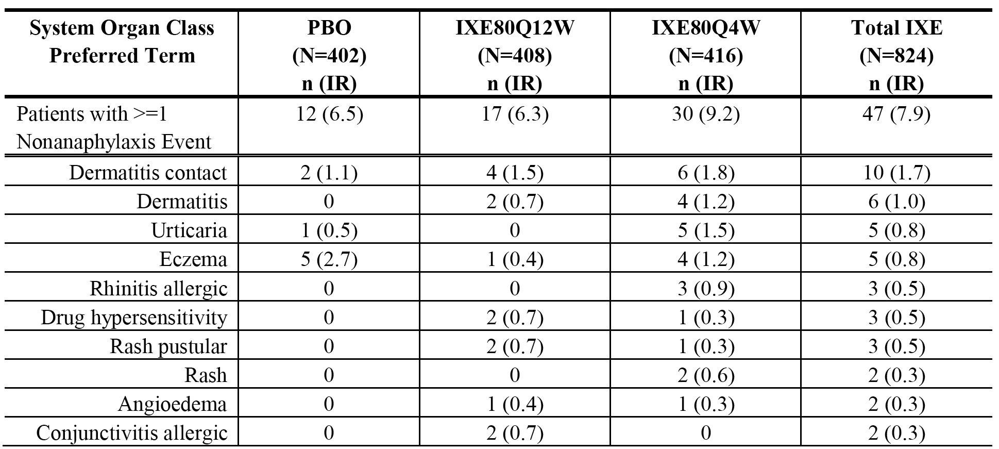 System Organ Class PBO IXE80Q12W IXE80Q4W Total IXE
Preferred Term (N=402) (N=408) (N=416) (N=824)
n (IR) n (IR) n (IR) n (IR)
Patients with >=1 12 (6.5) 17 (6.3) 30 (9.2) 47 (7.9)
Nonanaphylaxis Event
Dermatitis contact 2 (1.1) 4 (1.5) 6 (1.8) 10 (1.7)
Dermatitis 0 2 (0.7) 4 (1.2) 6 (1.0)
Urticaria 1 (0.5) 0 5 (1.5) 5 (0.8)
Eczema 5 (2.7) 1 (0.4) 4 (1.2) 5 (0.8)
Rhinitis allergic 0 0 3 (0.9) 3 (0.5)
Drug hypersensitivity 0 2 (0.7) 1 (0.3) 3 (0.5)
Rash pustular 0 2 (0.7) 1 (0.3) 3 (0.5)
Rash 0 0 2 (0.6) 2 (0.3)
Angioedema 0 1 (0.4) 1 (0.3) 2 (0.3)
Conjunctivitis allergic 0 2 (0.7) 0 2 (0.3)